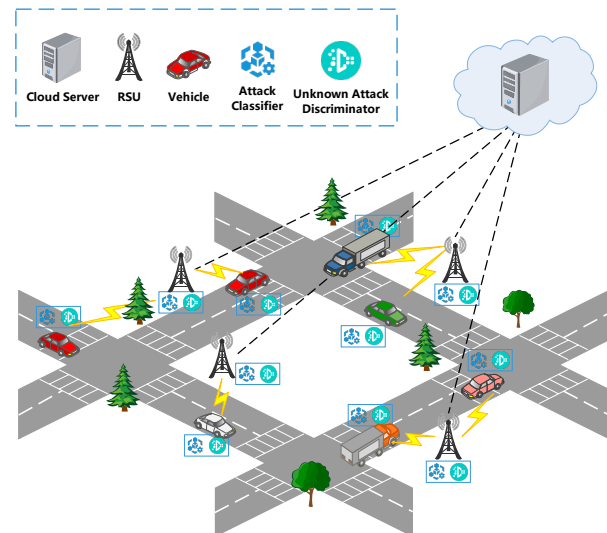 Cloud Server
RSU
Vehicle
Attack
Classifier
Unknown Attack
Discriminator